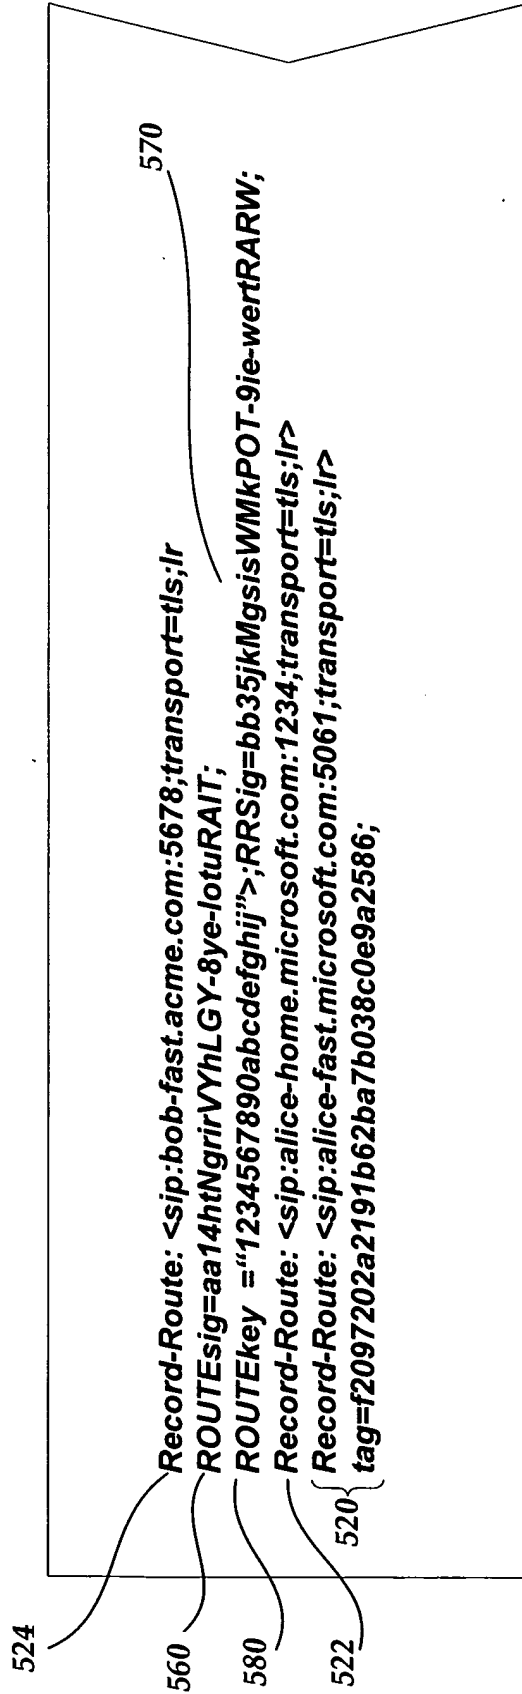 524
Record-Route: <sip:bob-fast.acme.com:5678;transport=tls;lr
570
560
ROUTEsig=aa14htNgrirVYhLGY-8ye-lotuRAIT;
580
ROUTEkey ="1234567890abcdefghij">;RRSig=bb35jkMgsisWMkPOT-9ie-wertRARW;
522
Record-Route: <sip:alice-home.microsoft.com:1234;transport=tls;lr>
520
Record-Route: <sip:alice-fast.microsoft.com:5061;transport=tls;lr>
tag=f2097202a2191b62ba7b038c0e9a2586;